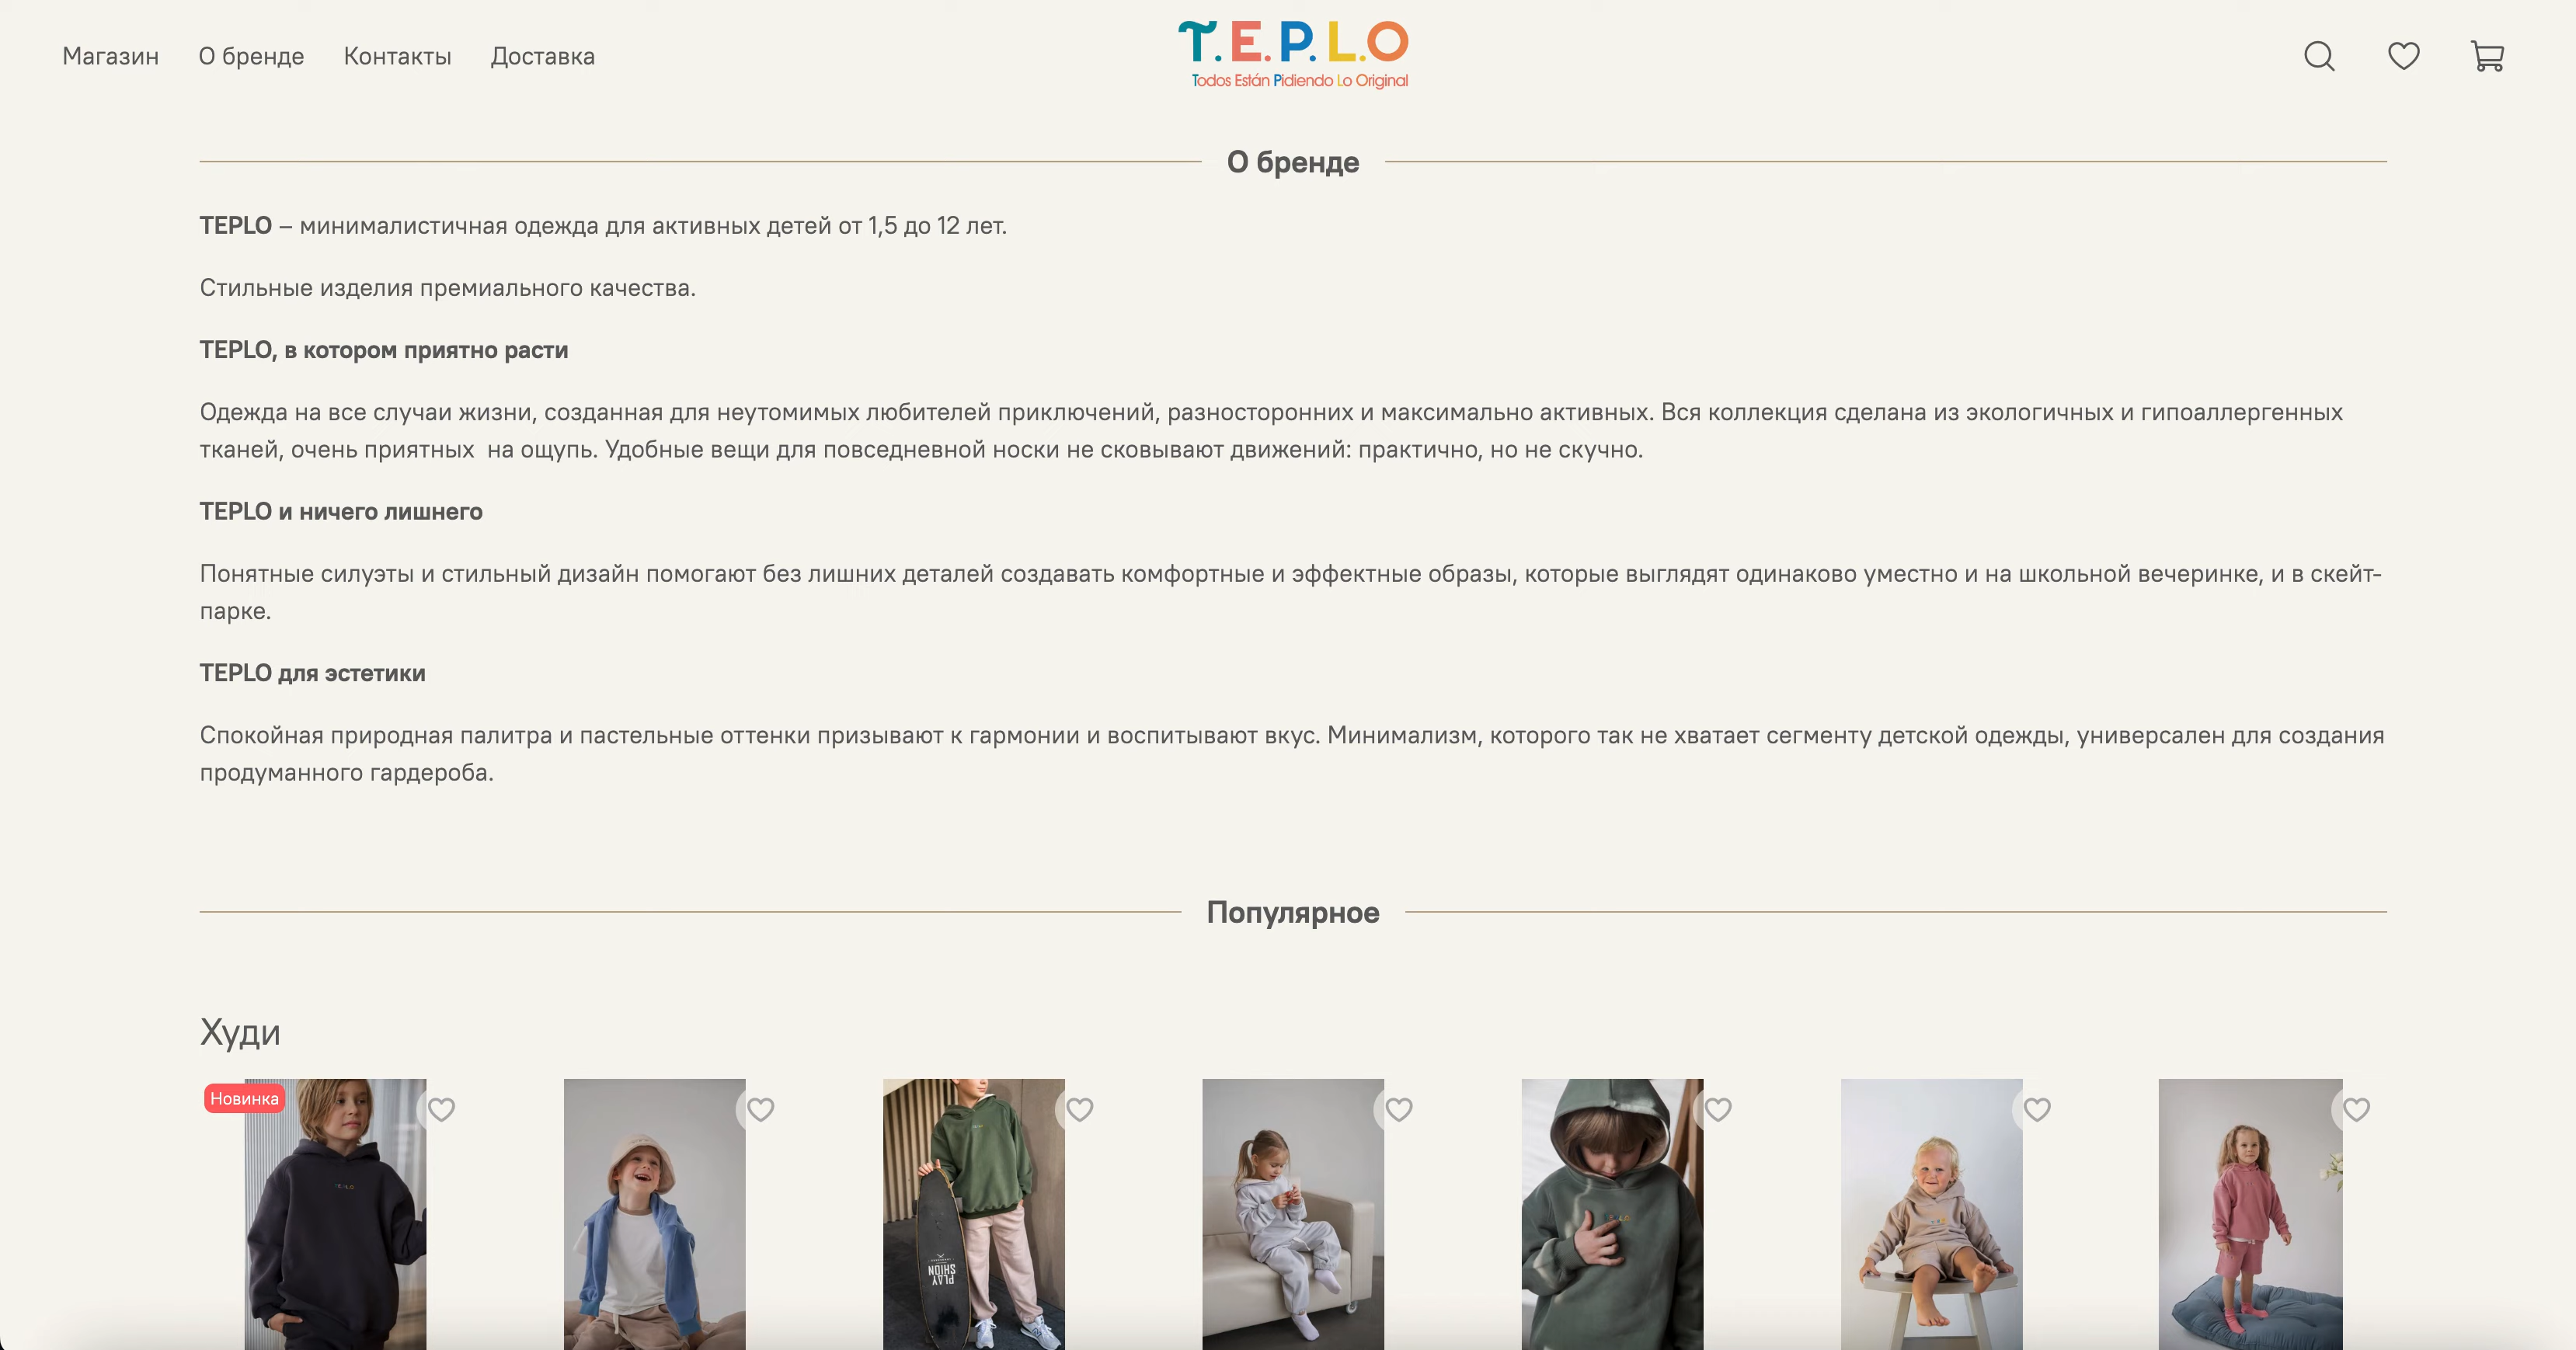 Магазин О бренде Контакты Доставка
T.E.P.L.O
Todos Están Pidiendo Lo Original
О бренде
TEPLO – минималистичная одежда для активных детей от 1,5 до 12 лет.
Стильные изделия премиального качества.
TEPLO, в котором приятно расти
Одежда на все случаи жизни, созданная для неутомимых любителей приключений, разносторонних и максимально активных. Вся коллекция сделана из экологичных и гипоаллергенных
тканей, очень приятных  на ощупь. Удобные вещи для повседневной носки не сковывают движений: практично, но не скучно.
TEPLO и ничего лишнего
Понятные силуэты и стильный дизайн помогают без лишних деталей создавать комфортные и эффектные образы, которые выглядят одинаково уместно и на школьной вечеринке, и в скейт-
парке.
TEPLO для эстетики
Спокойная природная палитра и пастельные оттенки призывают к гармонии и воспитывают вкус. Минимализм, которого так не хватает сегменту детской одежды, универсален для создания
продуманного гардероба.
Популярное
Худи
Новинка
PLAY
SHION